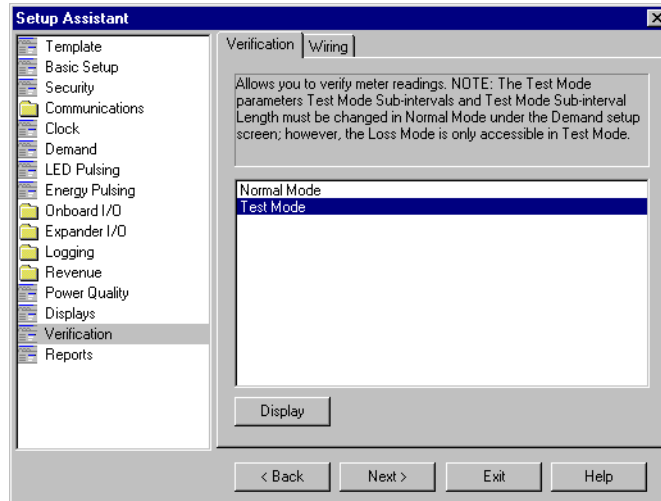 Setup Assistant
Template
Basic Setup
Security
Communications
Clock
Demand
LED Pulsing
Energy Pulsing
Onboard I/O
Expander I/O
Logging
Revenue
Power Quality
Displays
Verification
Reports
Verification
Wiring
Allows you to verify meter readings. NOTE: The Test Mode
parameters Test Mode Sub-intervals and Test Mode Sub-interval
Length must be changed in Normal Mode under the Demand setup
screen; however, the Loss Mode is only accessible in Test Mode.
Normal Mode
Test Mode
Display
< Back
Next >
Exit
Help